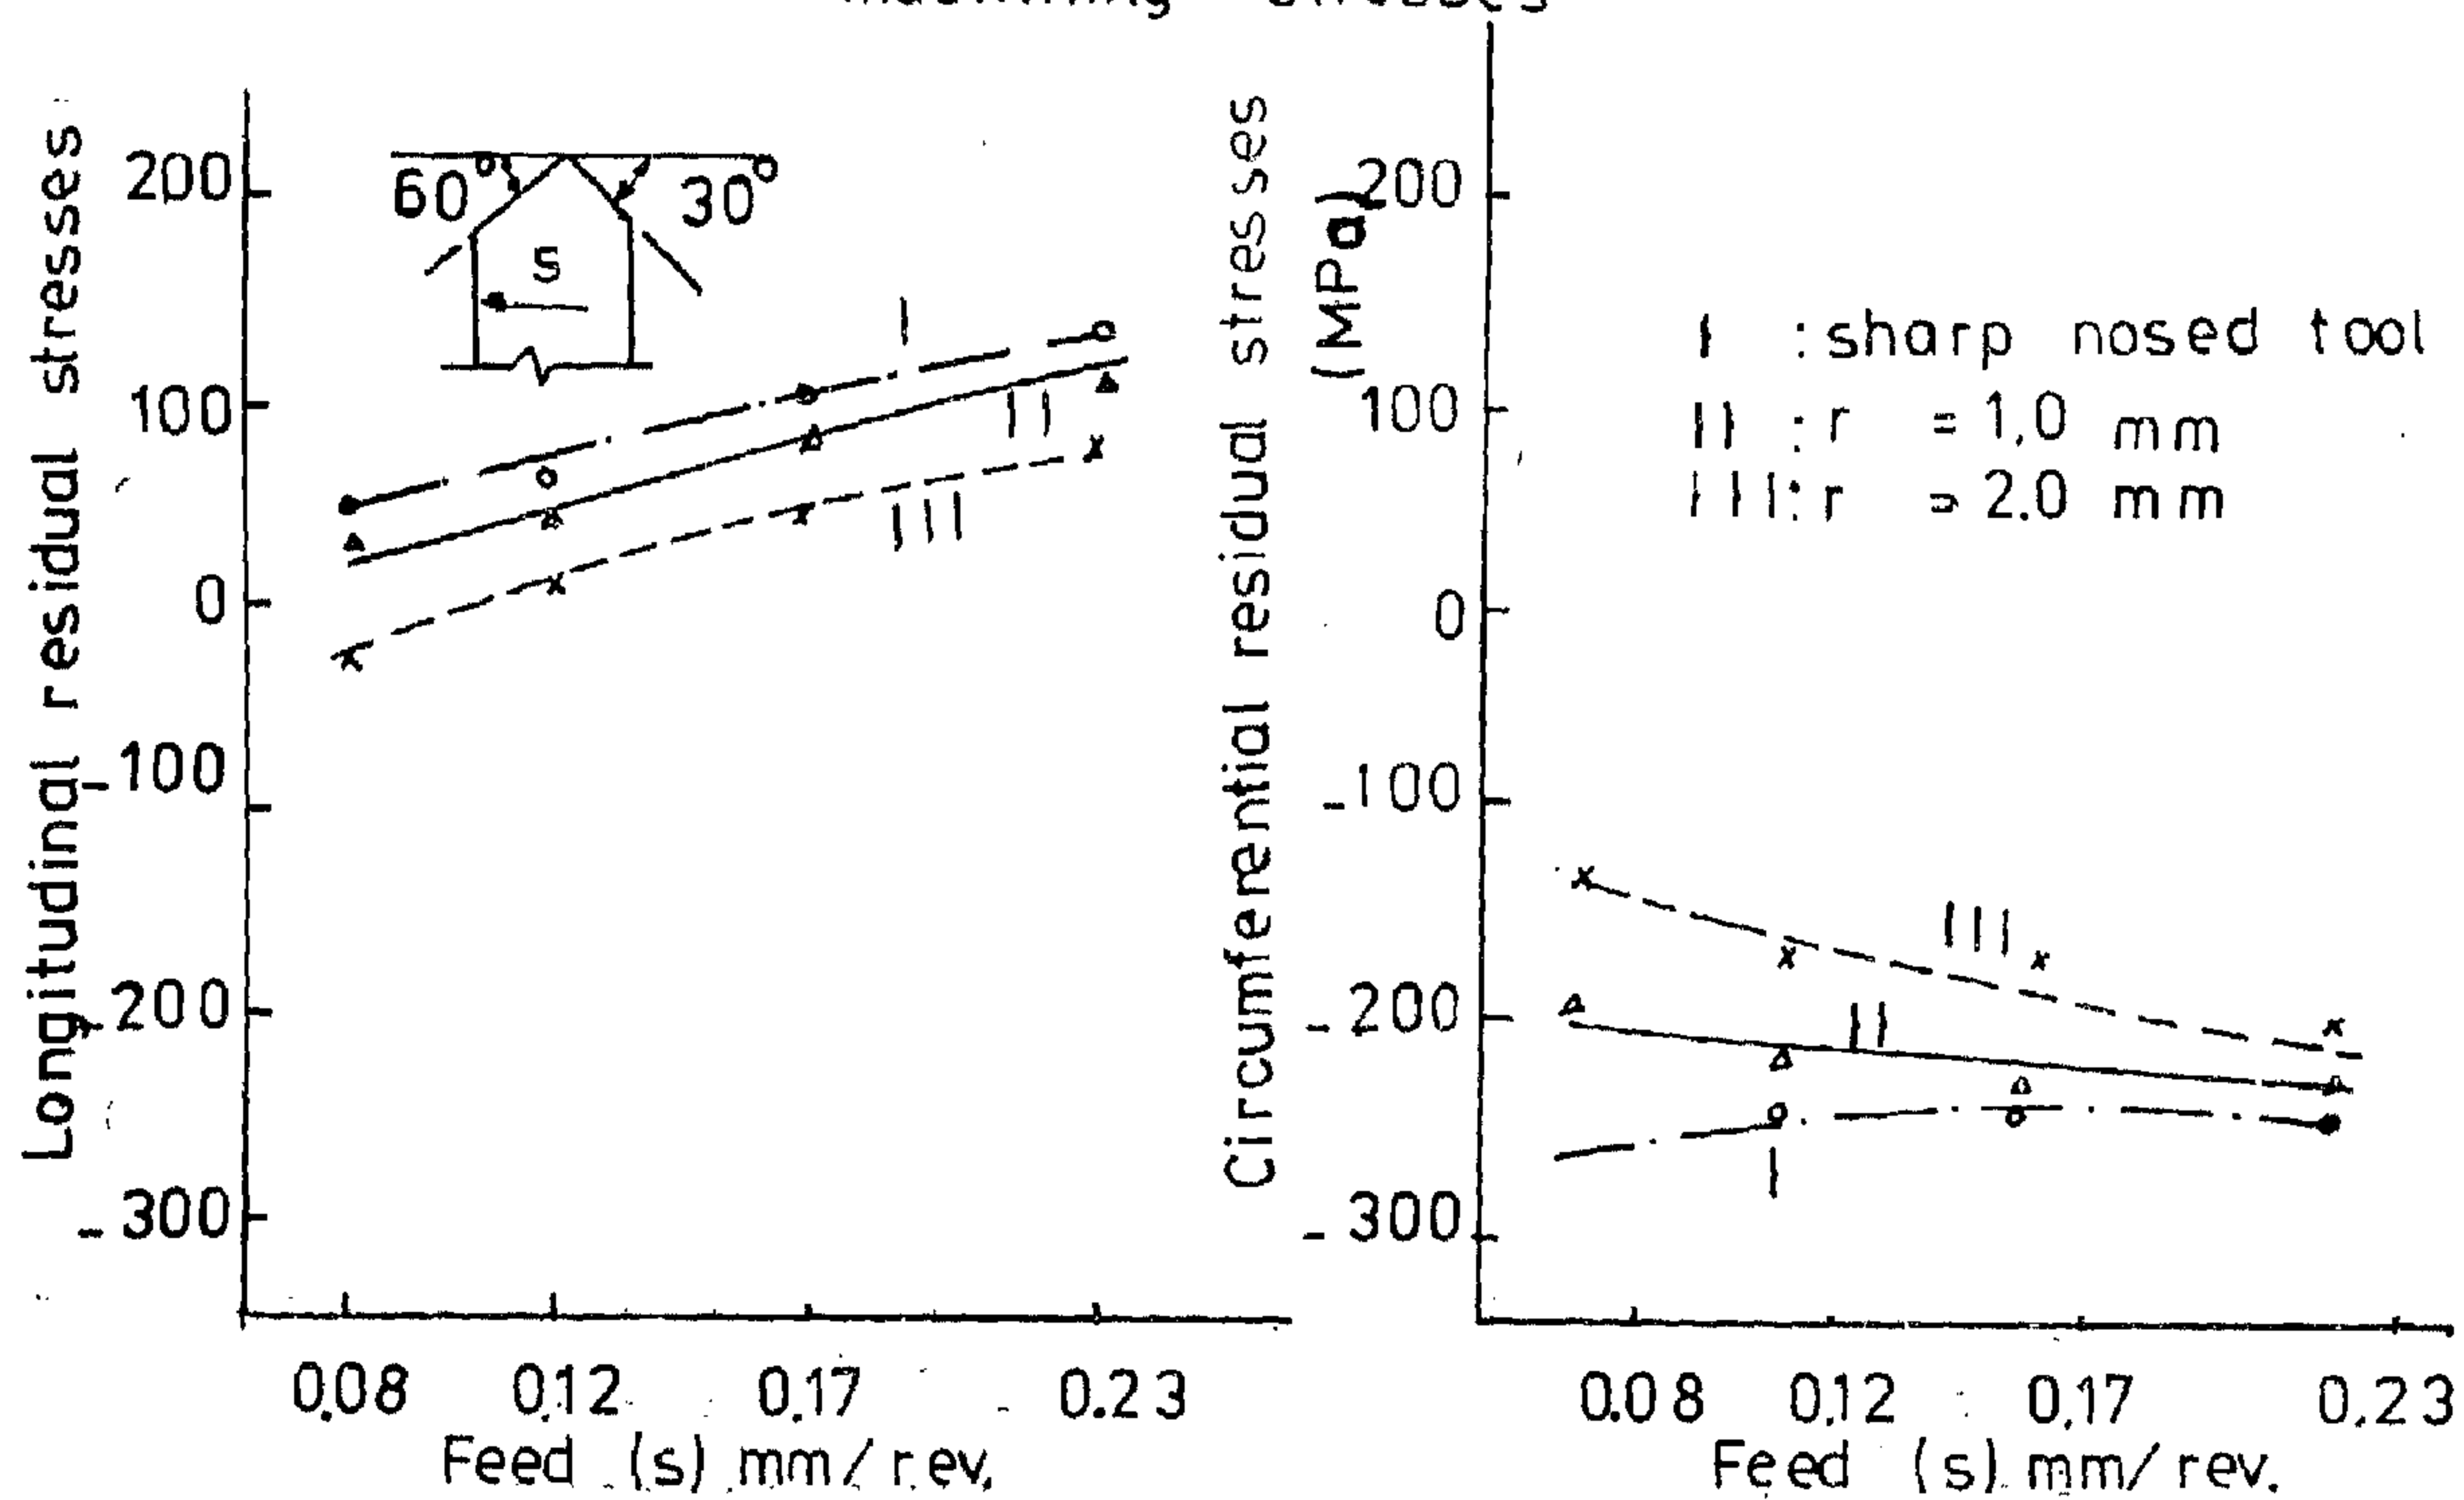 Longitudinal residual stresses
200
100
0
-100
-200
-300
60°
30°
s
I
II
III
0.08 0.12 0.17 0.23
Feed (s) mm/rev.
Circumferential residual stresses
(MPa)
200
100
0
-100
-200
-300
I : sharp nosed tool
II : r = 1.0 mm
III: r = 2.0 mm
III
II
I
0.08 0.12 0.17 0.23
Feed (s) mm/rev.